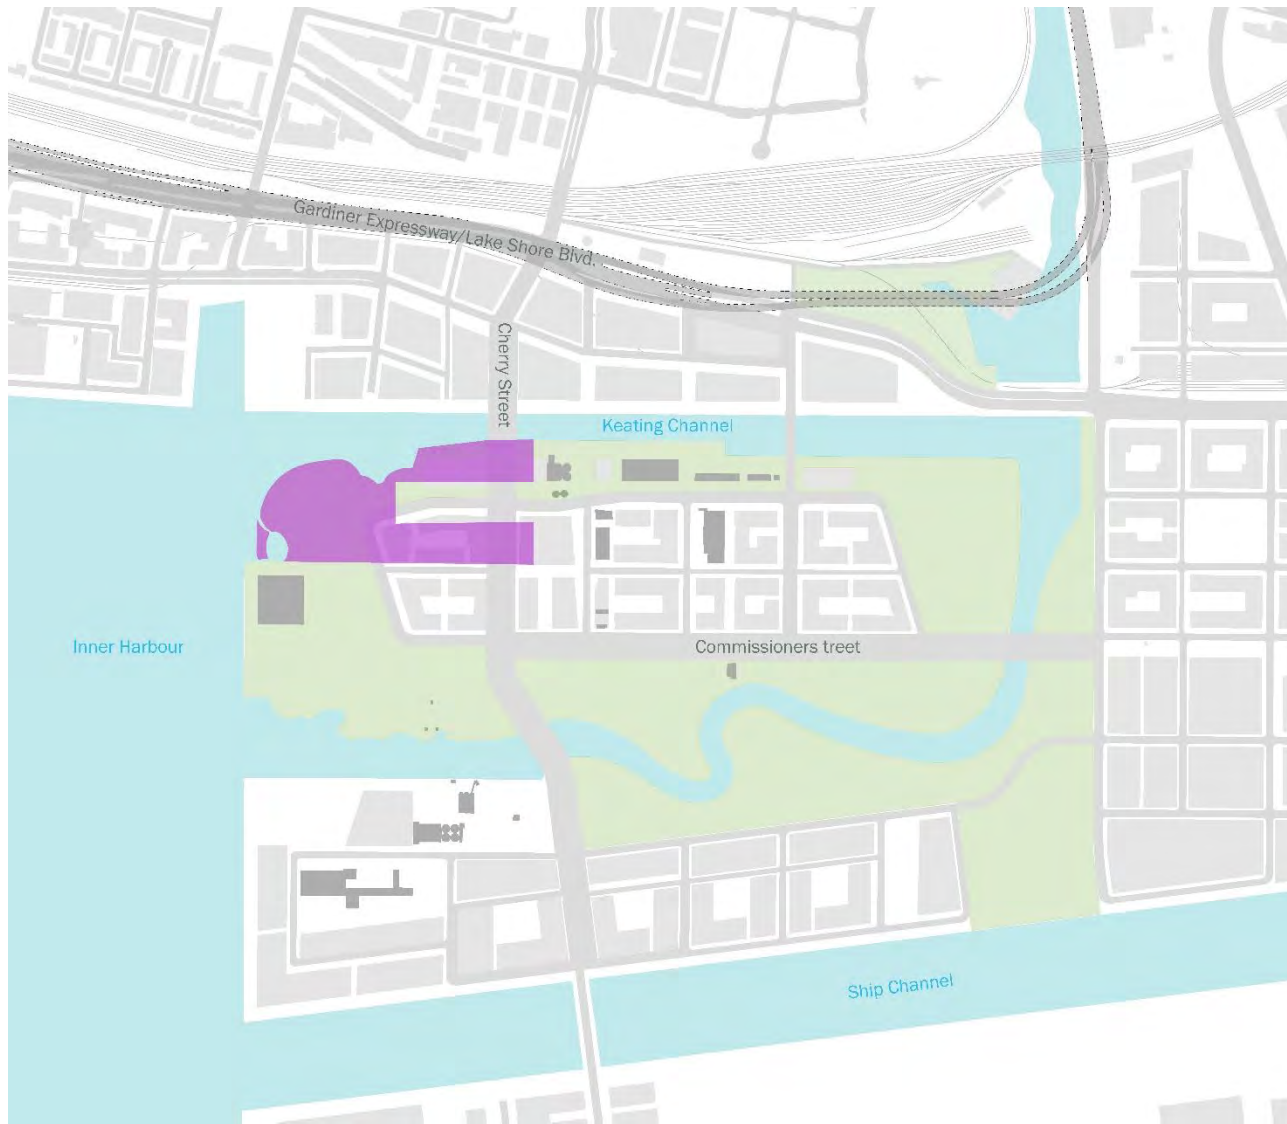 Gardiner Expressway/Lake Shore Blvd.
Cherry Street
Keating Channel
Inner Harbour
Commissioners treet
Ship Channel